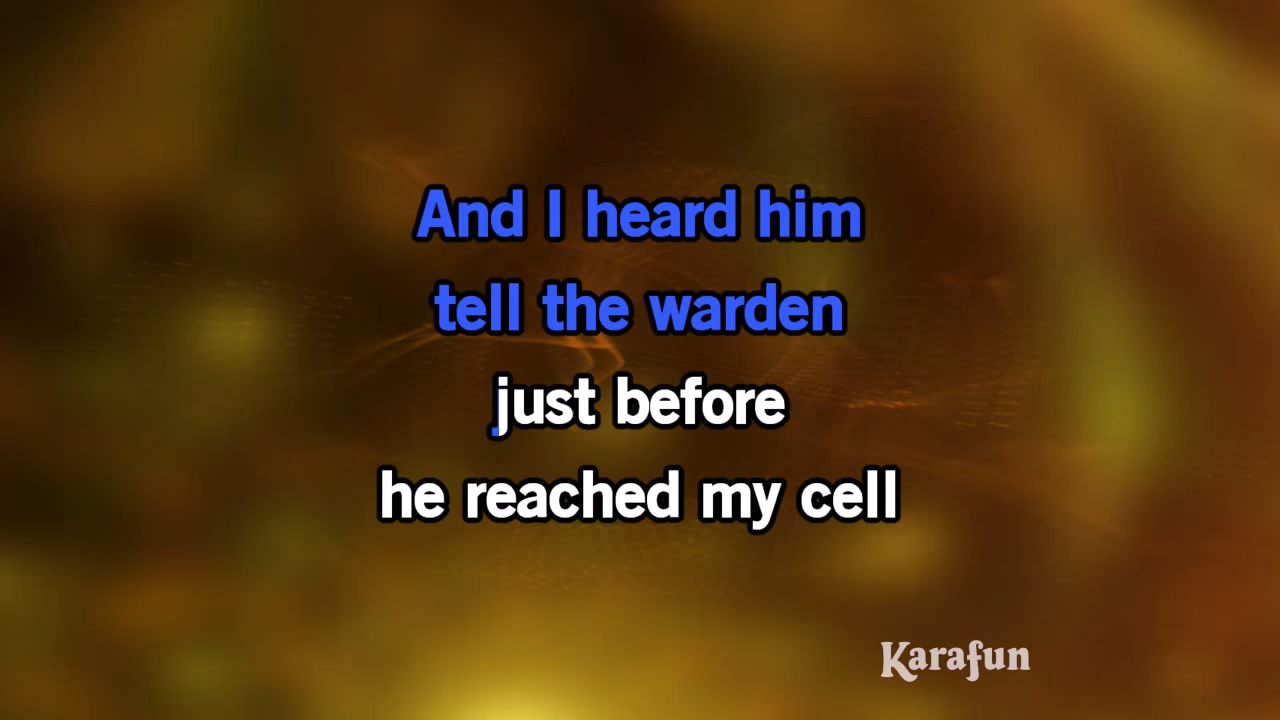 And I heard him
tell the warden
just before
he reached my cell
Karafun